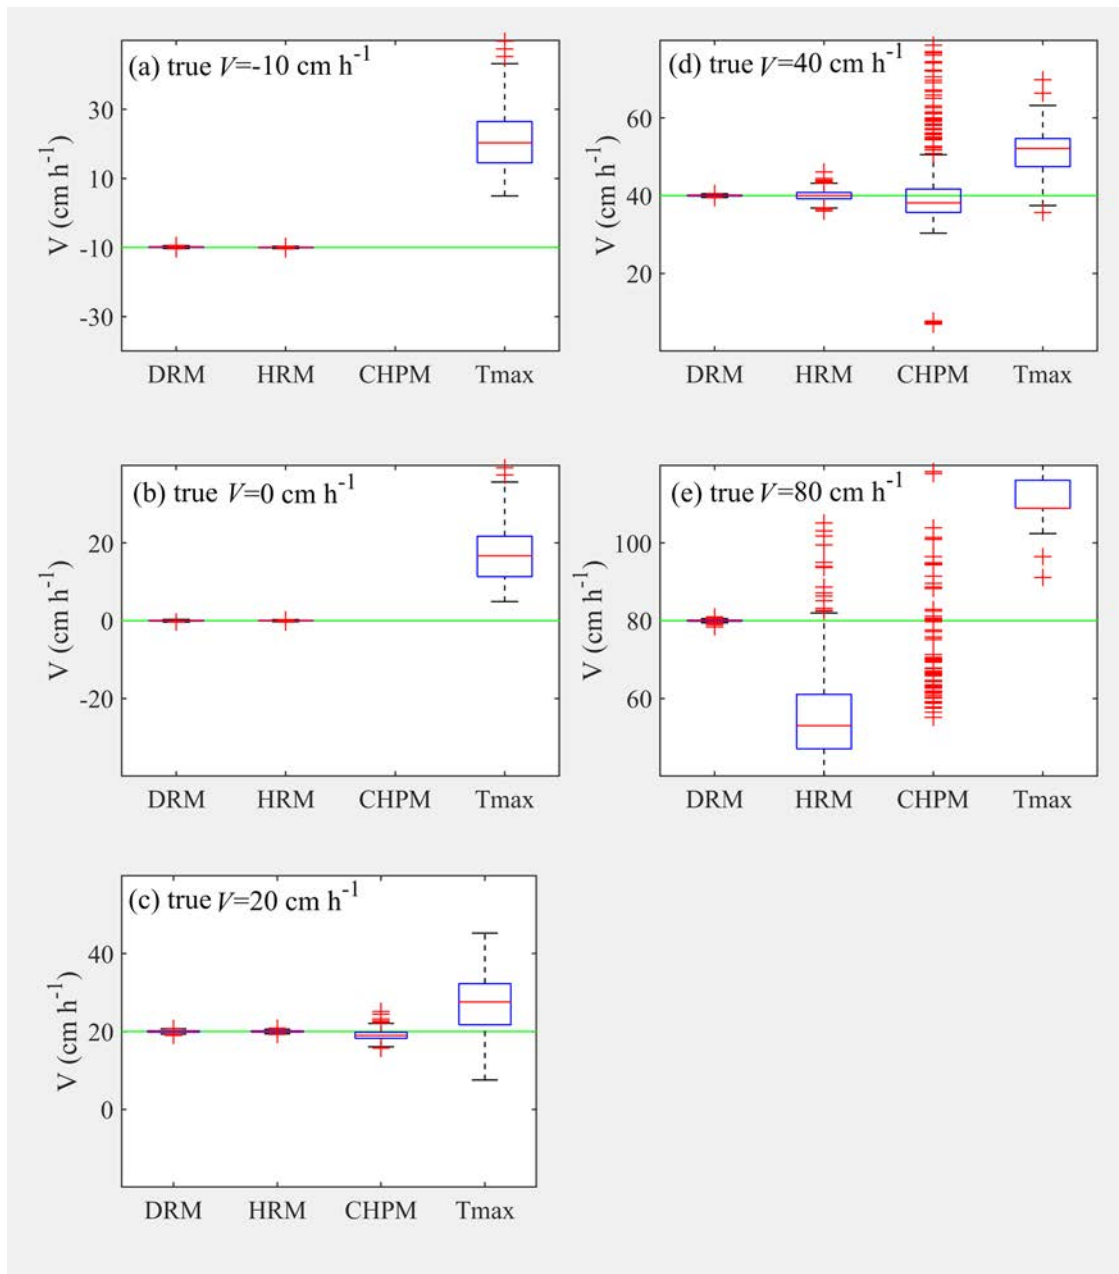 (a) true V=-10 cm h-1
V (cm h-1)
30
10
-10
-30
DRM HRM CHPM Tmax
(d) true V=40 cm h-1
V (cm h-1)
60
40
20
DRM HRM CHPM Tmax
(b) true V=0 cm h-1
V (cm h-1)
20
0
-20
DRM HRM CHPM Tmax
(e) true V=80 cm h-1
V (cm h-1)
100
80
60
DRM HRM CHPM Tmax
(c) true V=20 cm h-1
V (cm h-1)
40
20
0
DRM HRM CHPM Tmax